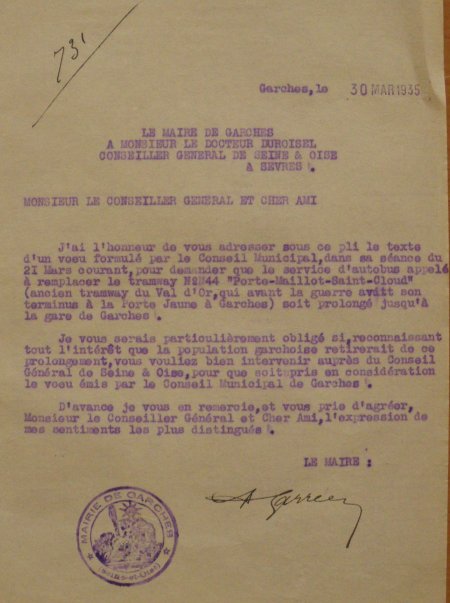 731
Garches, le 30 MAR 1935
LE MAIRE DE GARCHES
A MONSIEUR LE DOCTEUR DUROISEL
CONSEILLER GENERAL DE SEINE & OISE
A SEVRES .
MONSIEUR LE CONSEILLER GENERAL ET CHER AMI
J'ai l'honneur de vous adresser sous ce pli le texte
d'un voeu formulé par le Conseil Municipal, dans sa séance du
2I Mars courant, pour demander que le service d'autobus appelé
à remplacer le tramway N° 44 "Porte-Maillot-Saint-Cloud"
(ancien tramway du Val d'Or, qui avant la guerre avait son
terminus à la Porte Jaune à Garches) soit prolongé jusqu'à
la gare de Garches .
Je vous serais particulièrement obligé si, reconnaissant
tout l'intérêt que la population garchoise retirerait de ce
prolongement, vous vouliez bien intervenir auprès du Conseil
Général de Seine & Oise, pour que soitupris en considération
le voeu émis par le Conseil Municipal de Garches .
D'avance je vous en remercie, et vous prie d'agréer,
Monsieur le Conseiller Général et Cher Ami, l'expression de
mes sentiments les plus distingués .
LE MAIRE :
MAIRIE DE GARCHES
(Seine-et-Oise)